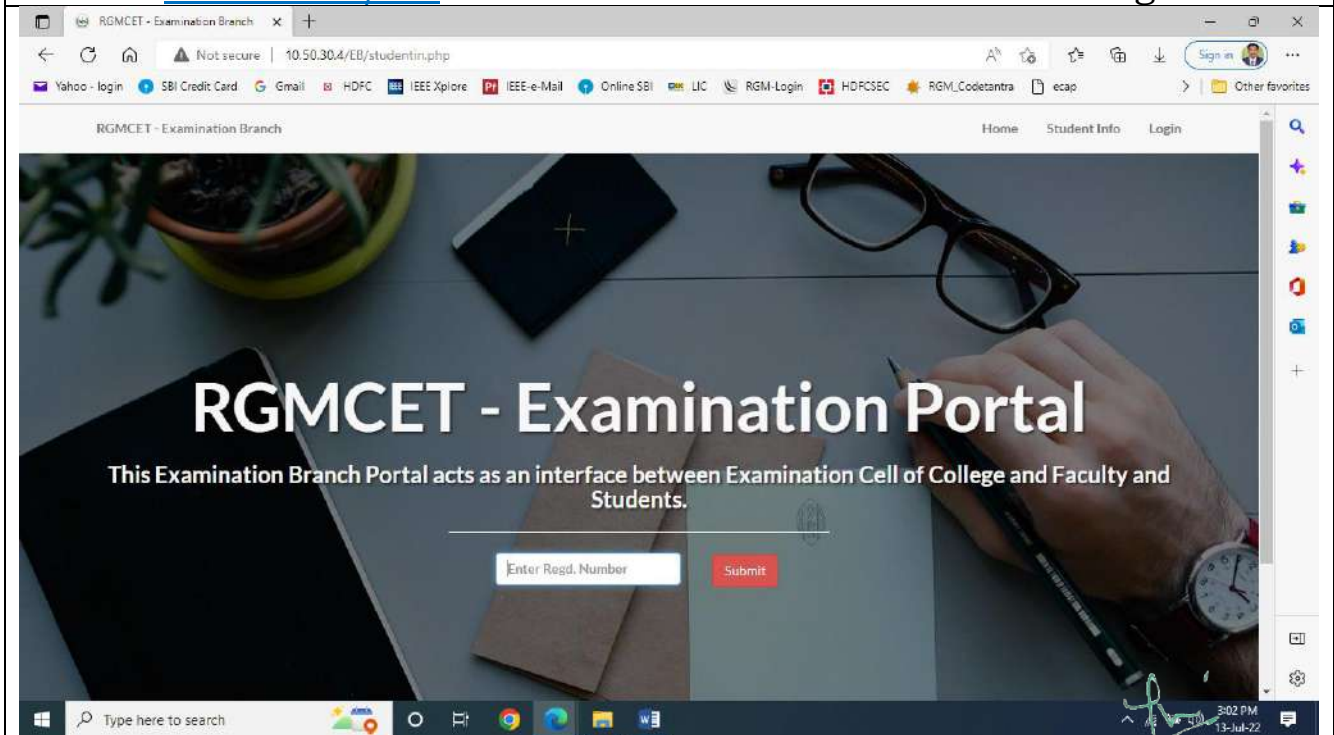 RGMCET - Examination Branch
Not secure | 10.50.30.4/EB/studentin.php
Sign in
Yahoo - login SBI Credit Card Gmail HDFC IEEE Xplore IEEE-e-Mail Online SBI LIC RGM-Login HDFCSEC RGM_Codetantra ecap Other favorites
RGMCET - Examination Branch Home Student Info Login
RGMCET - Examination Portal
This Examination Branch Portal acts as an interface between Examination Cell of College and Faculty and
Students.
Enter Regd. Number Submit
Type here to search
3:02 PM
13-Jul-22